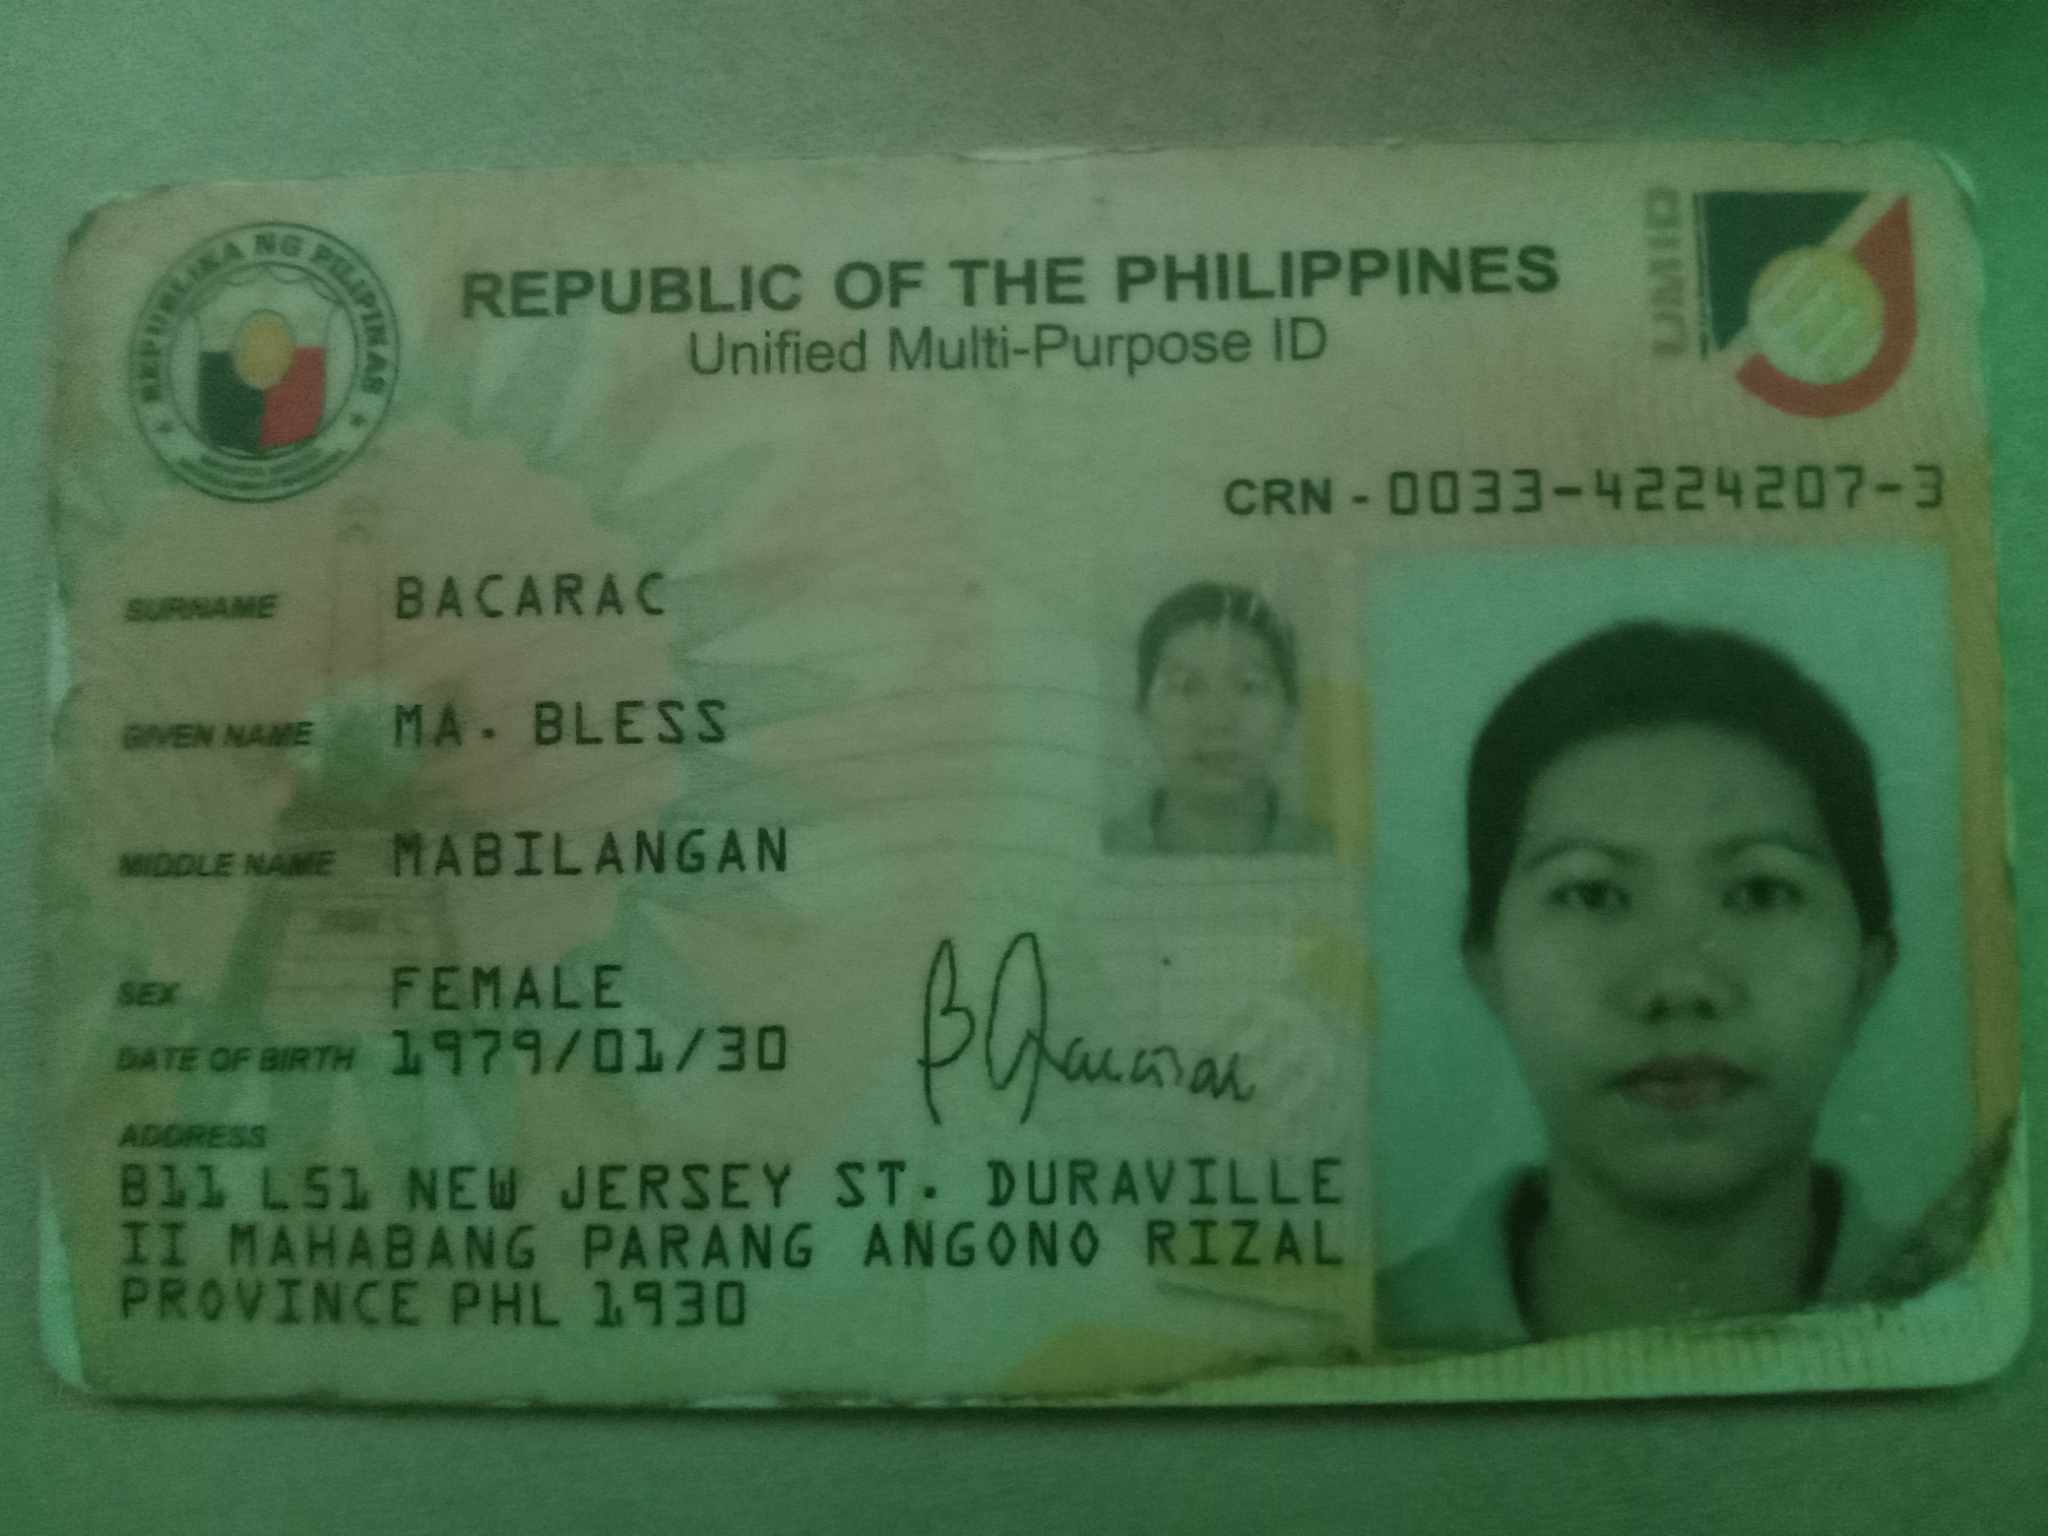 REPUBLIKA NG PILIPINAS
REPUBLIC OF THE PHILIPPINES
Unified Multi-Purpose ID
UMID
CRN - 0033-4224207-3
SURNAME BACARAC
GIVEN NAME MA. BLESS
MIDDLE NAME MABILANGAN
SEX FEMALE
DATE OF BIRTH 1979/01/30
ADDRESS
B11 L51 NEW JERSEY ST. DURAVILLE
II MAHABANG PARANG ANGONO RIZAL
PROVINCE PHL 1930